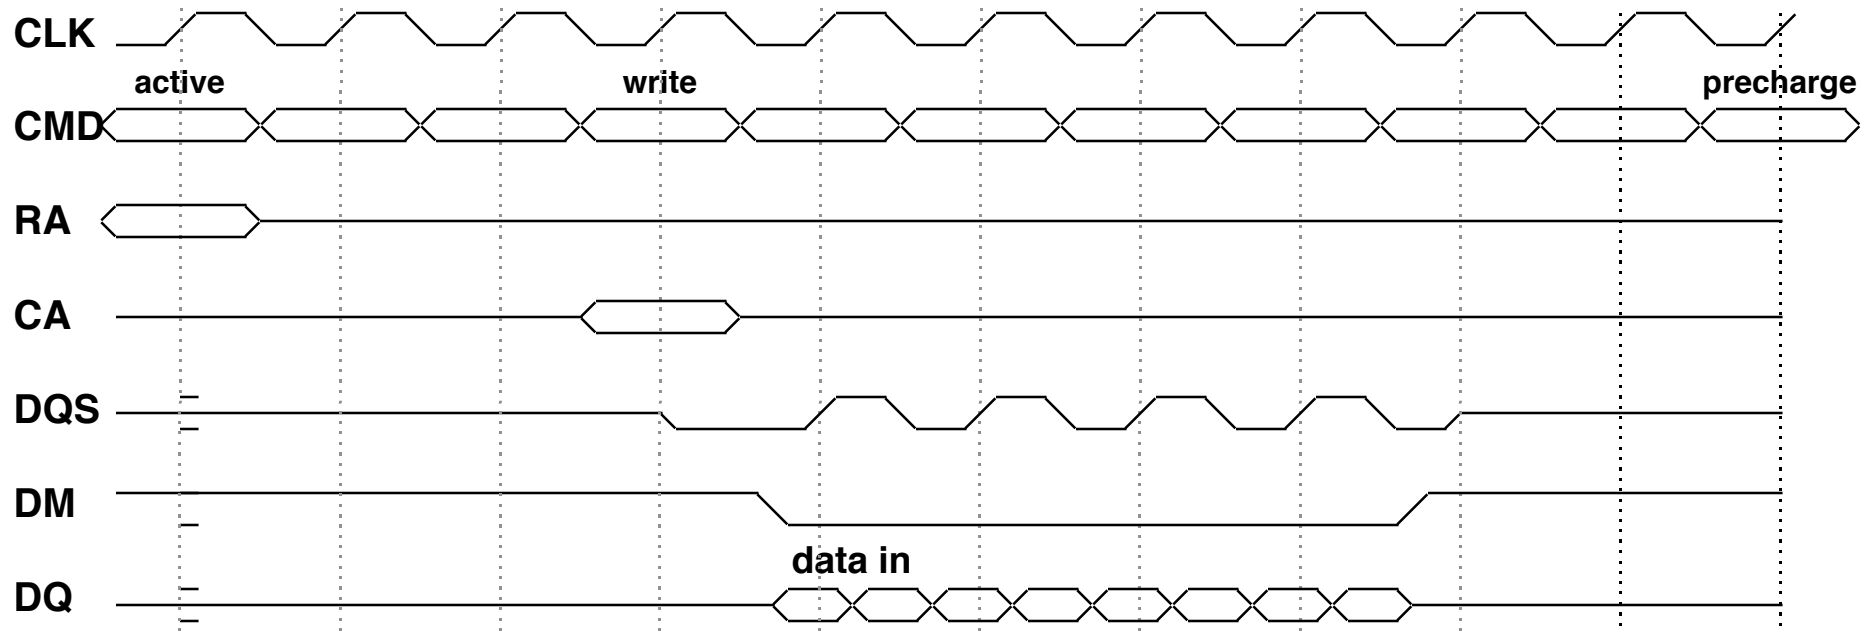 CLK
active write precharge
CMD
RA
CA
DQS
DM
data in
DQ